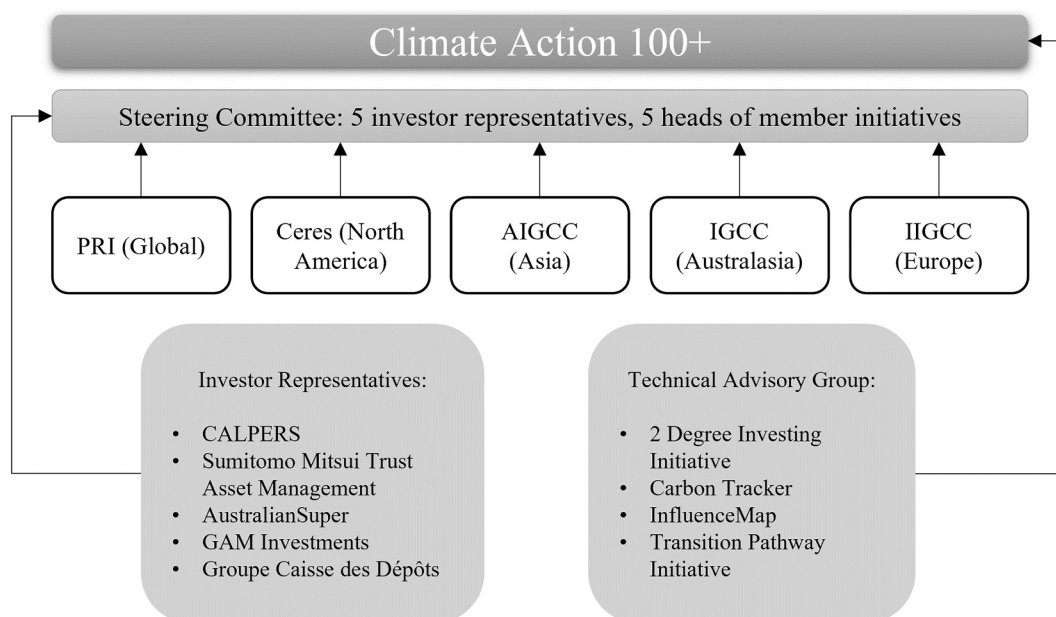 Climate Action 100+
Steering Committee: 5 investor representatives, 5 heads of member initiatives
PRI (Global)
Ceres (North
America)
AIGCC
(Asia)
IGCC
(Australasia)
IIGCC
(Europe)
Investor Representatives:
• CALPERS
• Sumitomo Mitsui Trust
Asset Management
• AustralianSuper
• GAM Investments
• Groupe Caisse des Dépôts
Technical Advisory Group:
• 2 Degree Investing
Initiative
• Carbon Tracker
• InfluenceMap
• Transition Pathway
Initiative